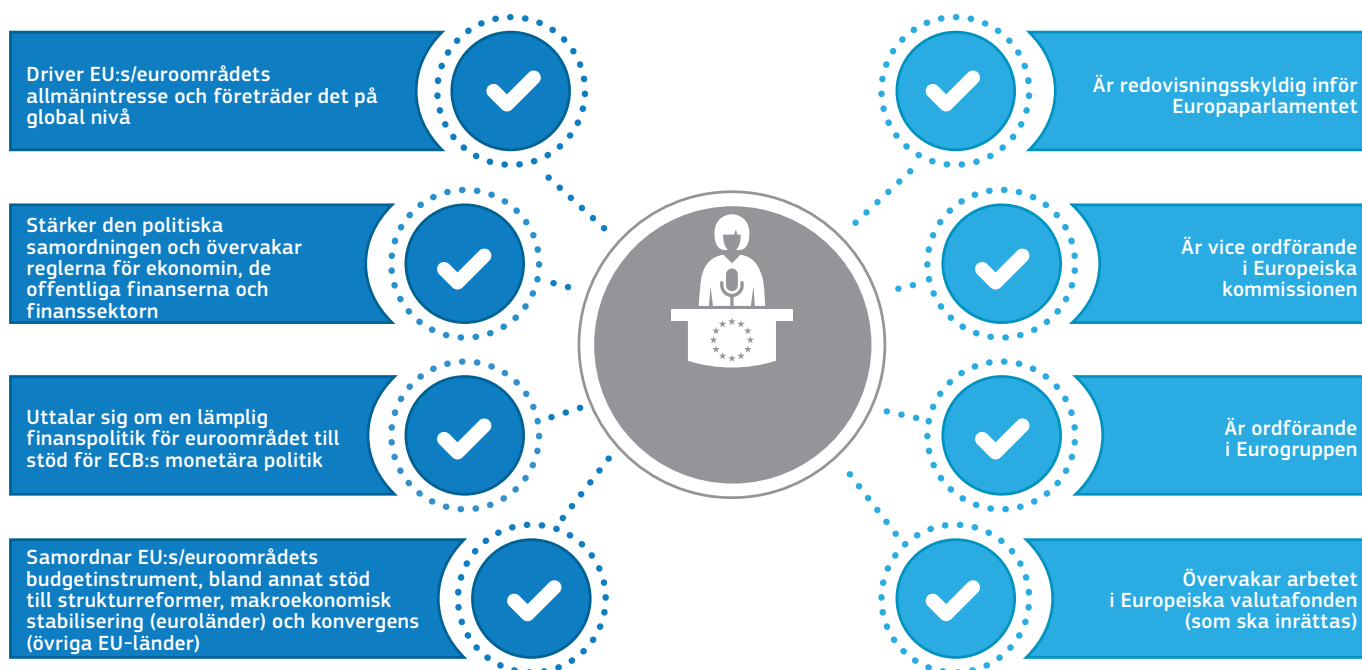 Driver EU:s/euroområdets
allmänintresse och företräder det på
global nivå
Stärker den politiska
samordningen och övervakar
reglerna för ekonomin, de
offentliga finanserna och
finanssektorn
Uttalar sig om en lämplig
finanspolitik för euroområdet till
stöd för ECB:s monetära politik
Samordnar EU:s/euroområdets
budgetinstrument, bland annat stöd
till strukturreformer, makroekonomisk
stabilisering (euroländer) och konvergens
(övriga EU-länder)
Är redovisningsskyldig inför
Europaparlamentet
Är vice ordförande
i Europeiska
kommissionen
Är ordförande
i Eurogruppen
Övervakar arbetet
i Europeiska valutafonden
(som ska inrättas)